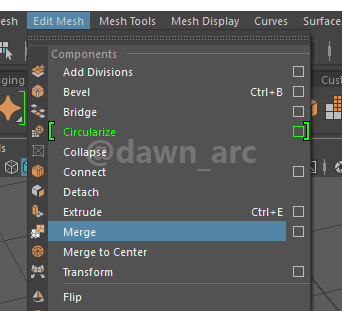 Mesh Edit Mesh Mesh Tools Mesh Display Curves Surface
ging Cust
Components
Add Divisions
Bevel Ctrl+B
Bridge
Circularize
Collapse
@dawn_arc
Connect
Detach
Extrude Ctrl+E
Merge
Merge to Center
Transform
Flip